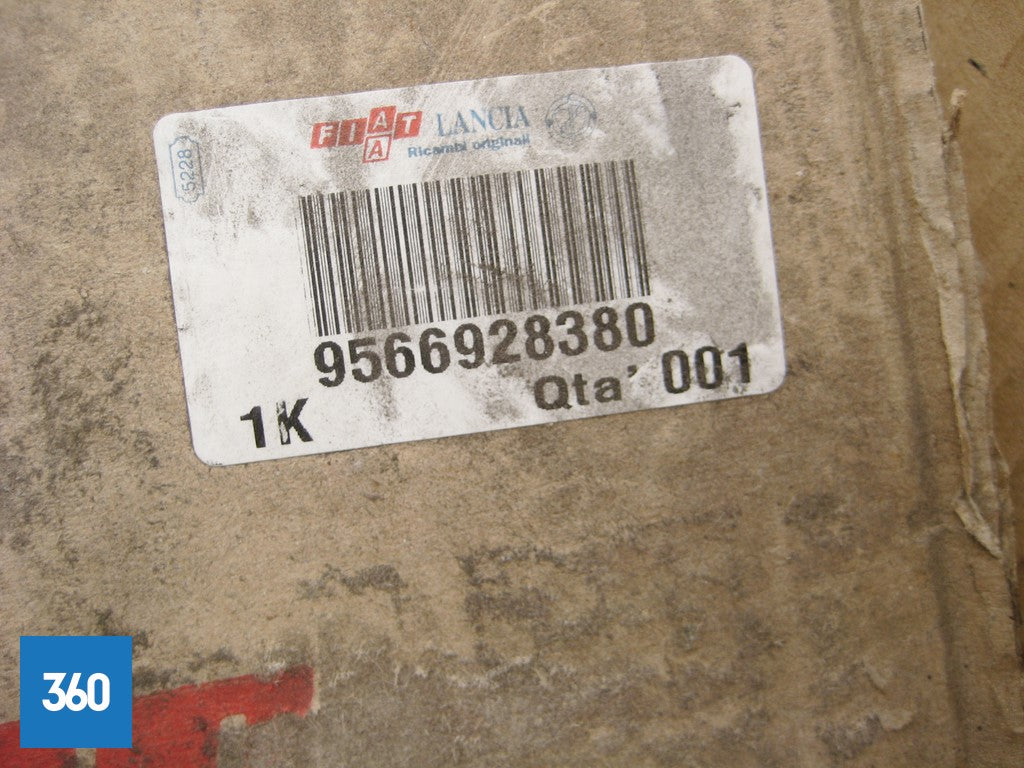 5228
FIAT LANCIA
A
Ricambi originali
9566928380
Qta' 001
1K
360